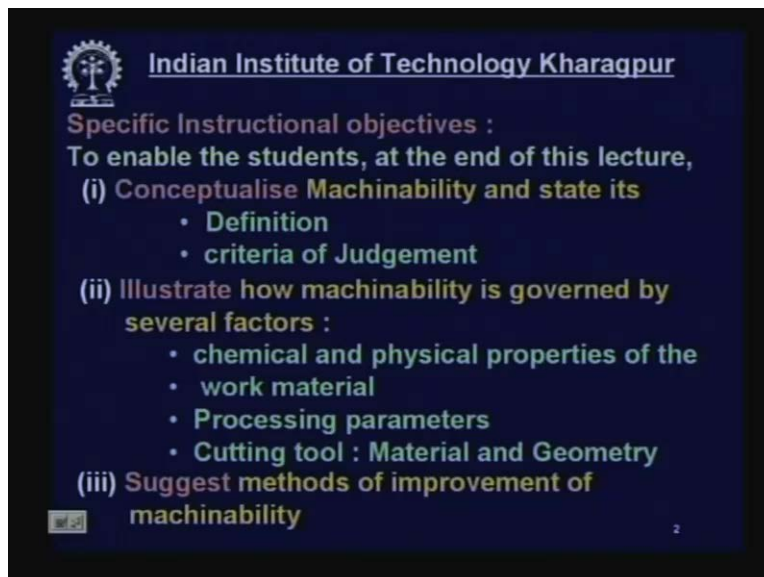 Indian Institute of Technology Kharagpur
Specific Instructional objectives :
To enable the students, at the end of this lecture,
(i) Conceptualise Machinability and state its
• Definition
• criteria of Judgement
(ii) Illustrate how machinability is governed by
several factors :
• chemical and physical properties of the
• work material
• Processing parameters
• Cutting tool : Material and Geometry
(iii) Suggest methods of improvement of
machinability
2